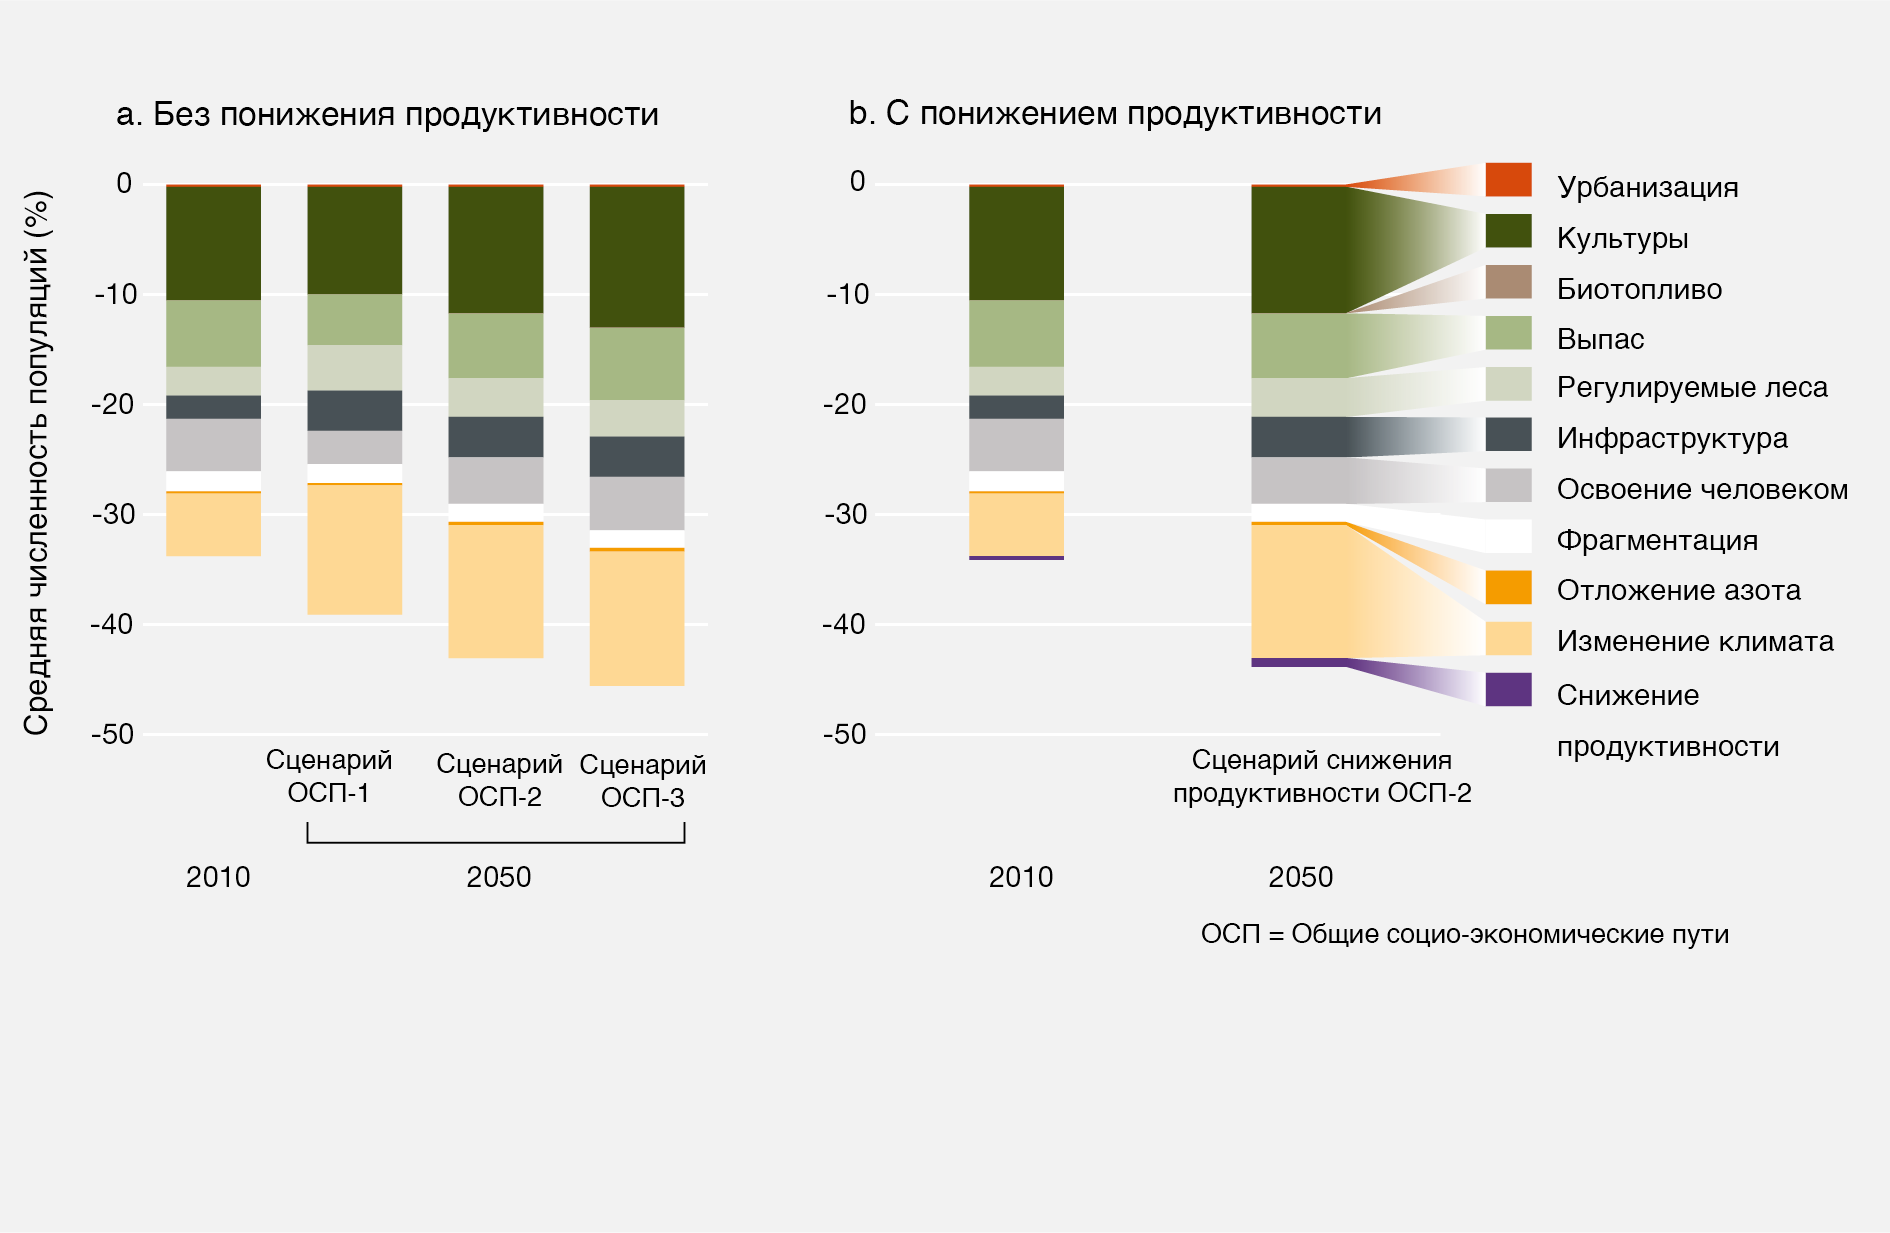 a. Без понижения продуктивности
b. С понижением продуктивности
Средняя численность популяций (%)
0
-10
-20
-30
-40
-50
Сценарий
ОСП-1
Сценарий
ОСП-2
Сценарий
ОСП-3
2010
2050
0
-10
-20
-30
-40
-50
Сценарий снижения
продуктивности ОСП-2
2010
2050
Урбанизация
Культуры
Биотопливо
Выпас
Регулируемые леса
Инфраструктура
Освоение человеком
Фрагментация
Отложение азота
Изменение климата
Снижение
продуктивности
ОСП = Общие социо-экономические пути